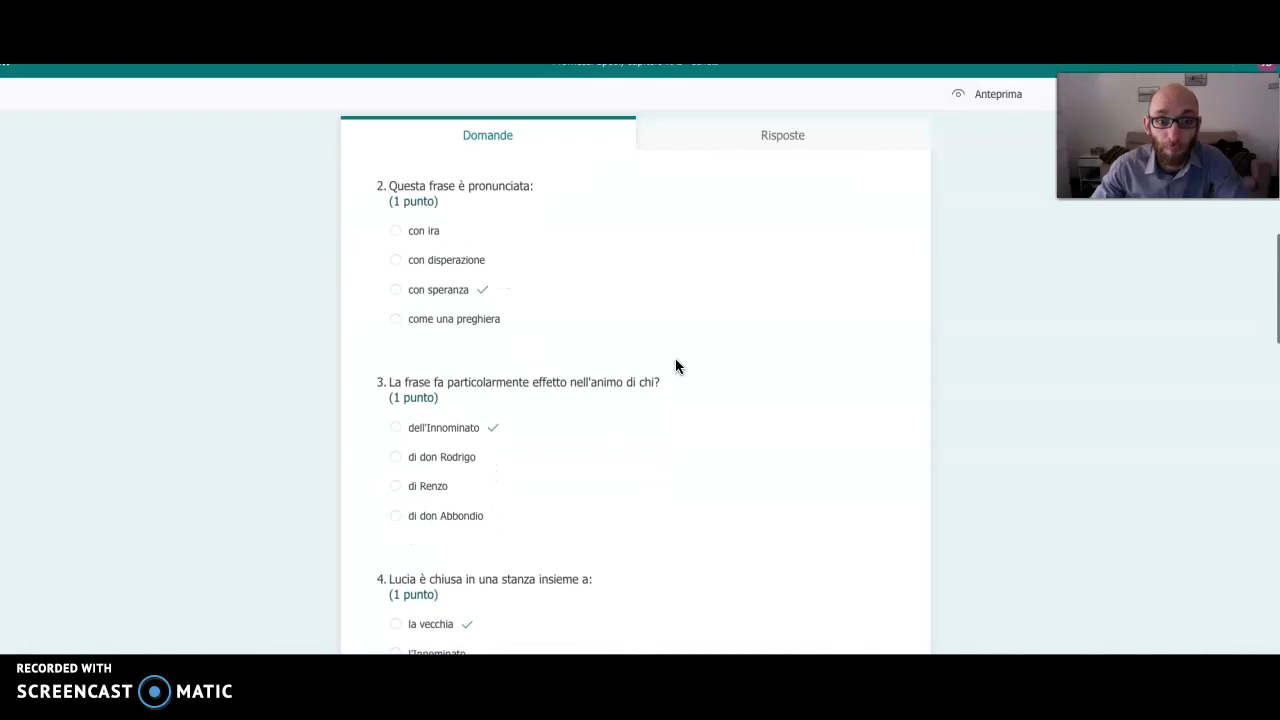 Anteprima
Domande
Risposte
2. Questa frase è pronunciata:
(1 punto)
con ira
con disperazione
con speranza
come una preghiera
3. La frase fa particolarmente effetto nell'animo di chi?
(1 punto)
dell'Innominato
di don Rodrigo
di Renzo
di don Abbondio
4. Lucia è chiusa in una stanza insieme a:
(1 punto)
la vecchia
l'Innominato
RECORDED WITH
SCREENCAST MATIC